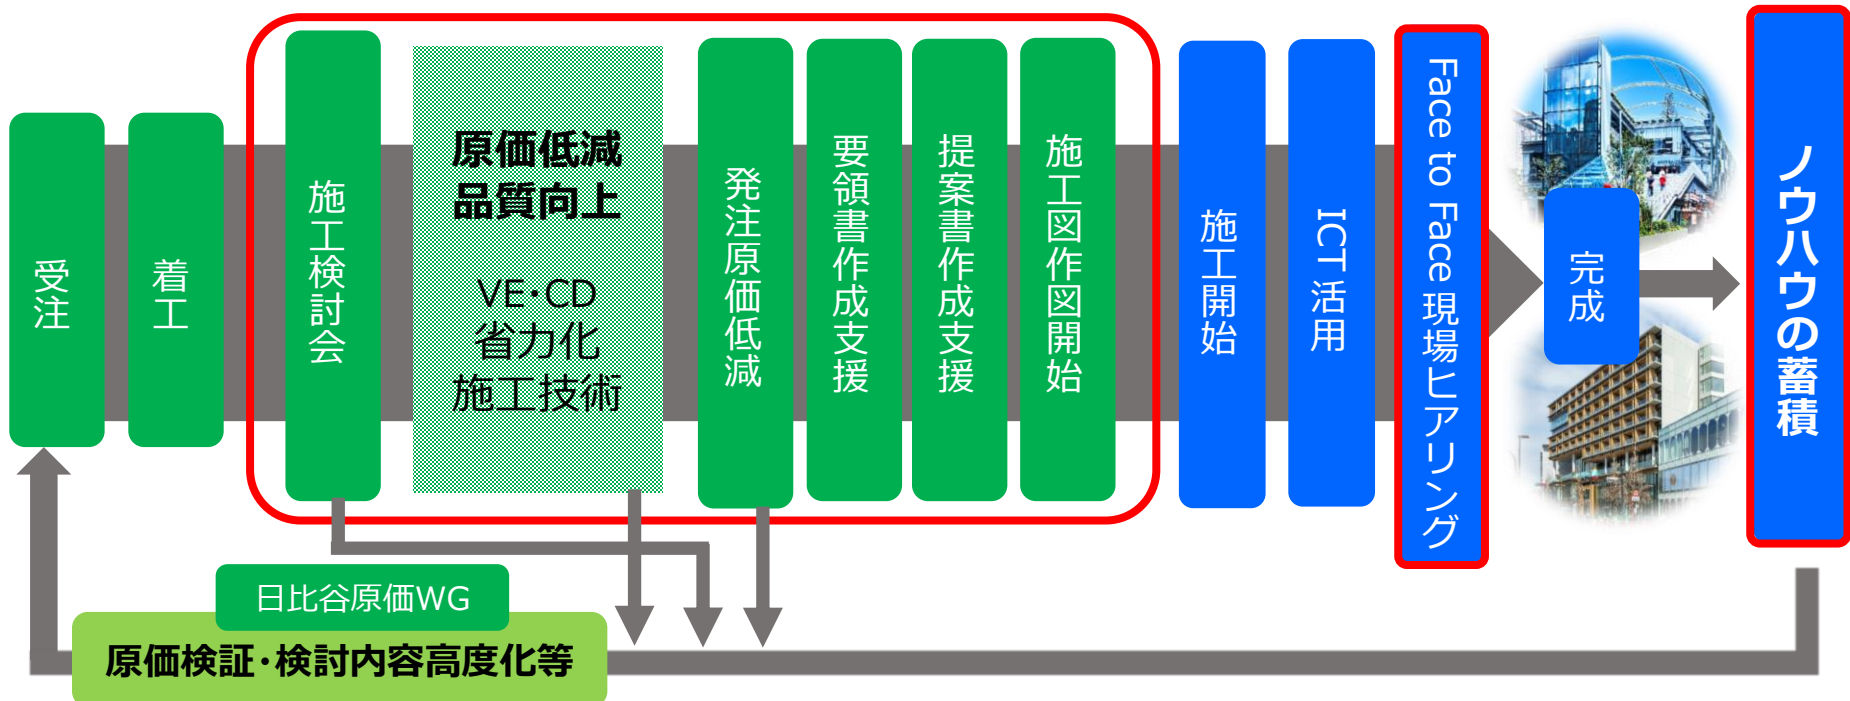 受注
着工
施工検討会
原価低減
品質向上
VE・CD
省力化
施工技術
発注原価低減
要領書作成支援
提案書作成支援
施工図作図開始
施工開始
ICT 活用
Face to Face 現場ヒアリング
完成
ノウハウの蓄積
日比谷原価WG
原価検証・検討内容高度化等